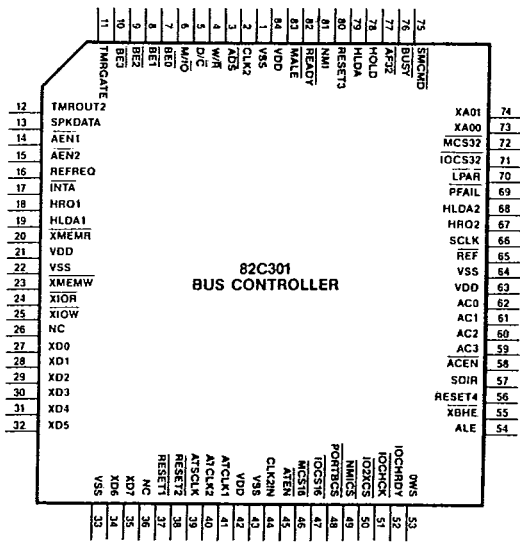 11 TMRGATE
10 BE3
9 BE2
8 BE1
7 BE0
6 M/IO
5 D/C
4 W/R
3 ADS
2 CLK2
1 VSS
84 VDD
83 MALE
82 READY
81 NMI
80 RESET3
79 HLDA
78 HOLD
77 AF32
76 BUSY
75 SMCMD
12 TMROUT2
13 SPKDATA
14 AEN1
15 AEN2
16 REFREQ
17 INTA
18 HRQ1
19 HLDA1
20 XMEMR
21 VDD
22 VSS
23 XMEMW
24 XIOR
25 XIOW
26 NC
27 XD0
28 XD1
29 XD2
30 XD3
31 XD4
32 XD5
82C301
BUS CONTROLLER
XA01 74
XA00 73
MCS32 72
IOCS32 71
LPAR 70
PFAIL 69
HLDA2 68
HRQ2 67
SCLK 66
REF 65
VSS 64
VDD 63
AC0 62
AC1 61
AC2 60
AC3 59
ACEN 58
SDIR 57
RESET4 56
XBHE 55
ALE 54
VSS 33
XD6 34
XD7 35
NC 36
RESET1 37
RESET2 38
ATSCLK 39
ATCLK2 40
ATCLK1 41
VDD 42
VSS 43
CLK2IN 44
ATEN 45
MCS16 46
IOCS16 47
PORTBCS 48
NMICS 49
IO2XCS 50
IOCHCK 51
IOCHRDY 52
0WS 53